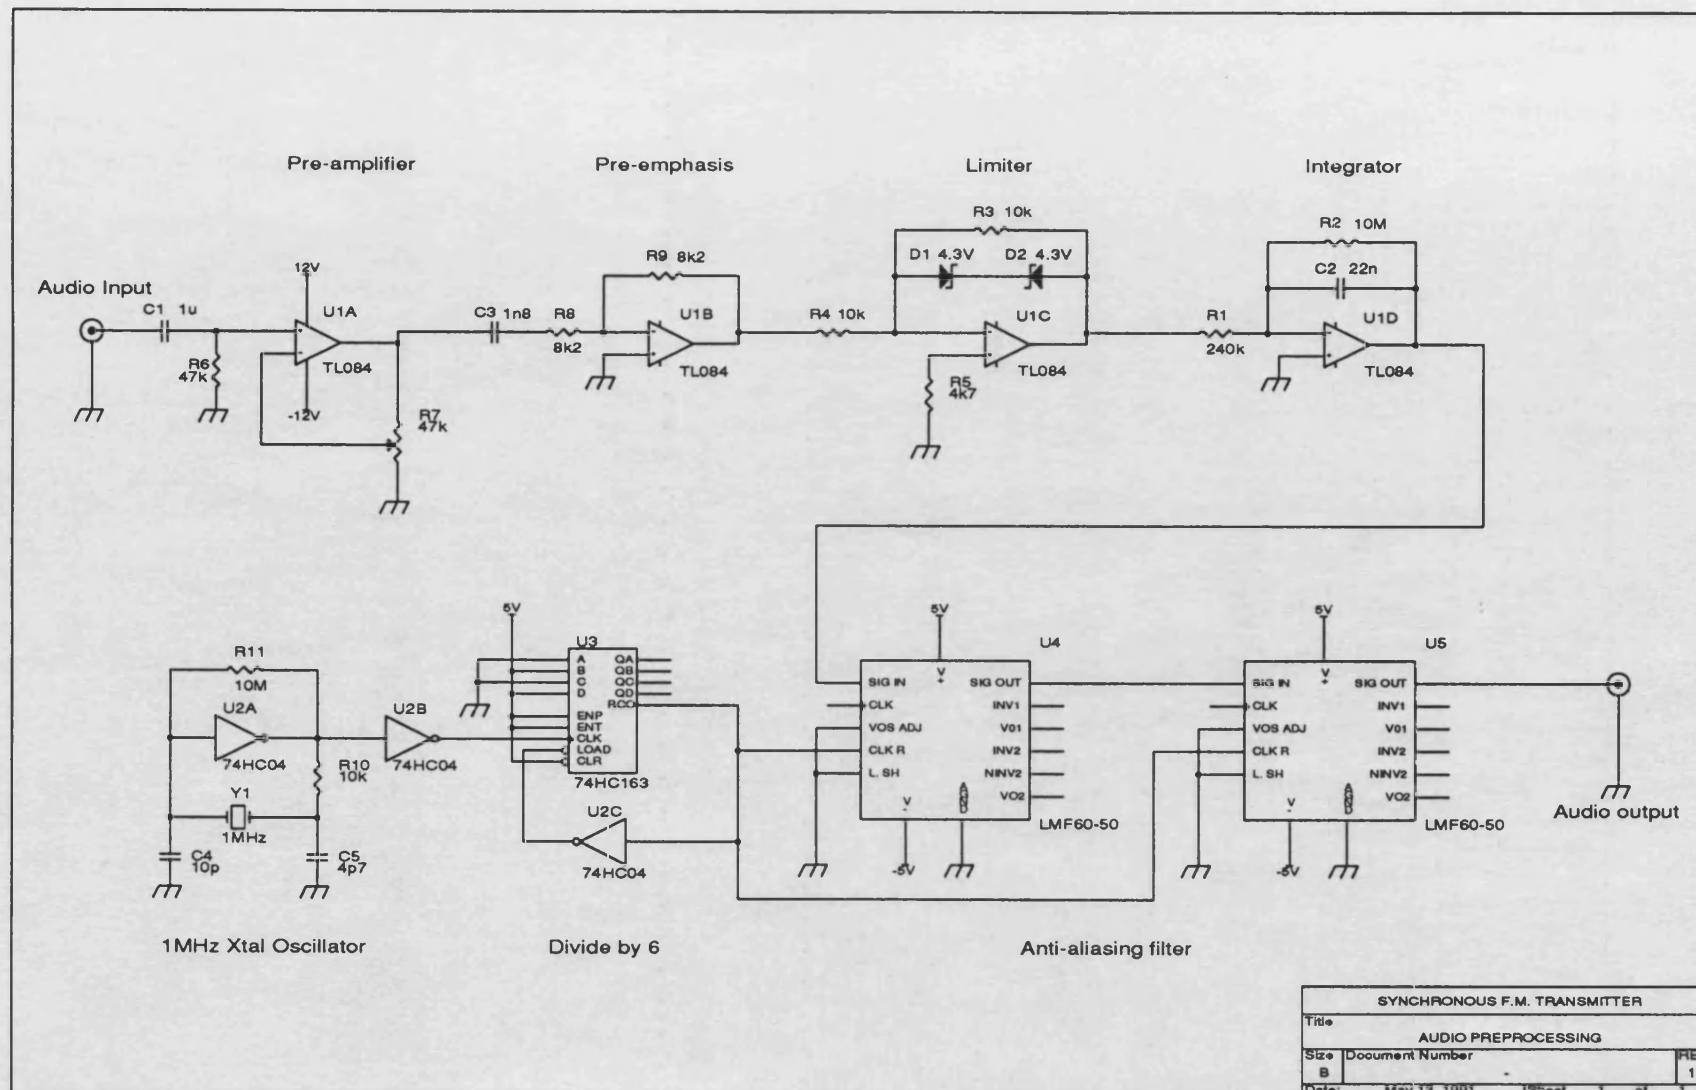 Pre-amplifier
Pre-emphasis
Limiter
Integrator
R3 10k
R2 10M
D1 4.3V
D2 4.3V
R9 8k2
C2 22n
12V
Audio Input
C1 1u
U1A
C3 1n8
R8
8k2
U1B
R4 10k
U1C
R1
240k
U1D
R6
47k
TL084
TL084
TL084
TL084
R5
4k7
-12V
R7
47k
5V
5V
5V
R11
10M
U3
U4
U5
A
B
C
D
ENP
ENT
CLK
LOAD
CLR
QA
QB
QC
QD
RCO
74HC163
U2A
74HC04
U2B
74HC04
R10
10k
Y1
1MHz
C4
10p
C5
4p7
U2C
74HC04
SIG IN
CLK
VOS ADJ
CLK R
L. SH
V
+
SIG OUT
INV1
V01
INV2
NINV2
VO2
V
-
AGND
LMF60-50
-5V
SIG IN
CLK
VOS ADJ
CLK R
L. SH
V
+
SIG OUT
INV1
V01
INV2
NINV2
VO2
V
-
AGND
LMF60-50
-5V
Audio output
1MHz Xtal Oscillator
Divide by 6
Anti-aliasing filter
SYNCHRONOUS F.M. TRANSMITTER
Title
AUDIO PREPROCESSING
Size
Document Number
B
-
1